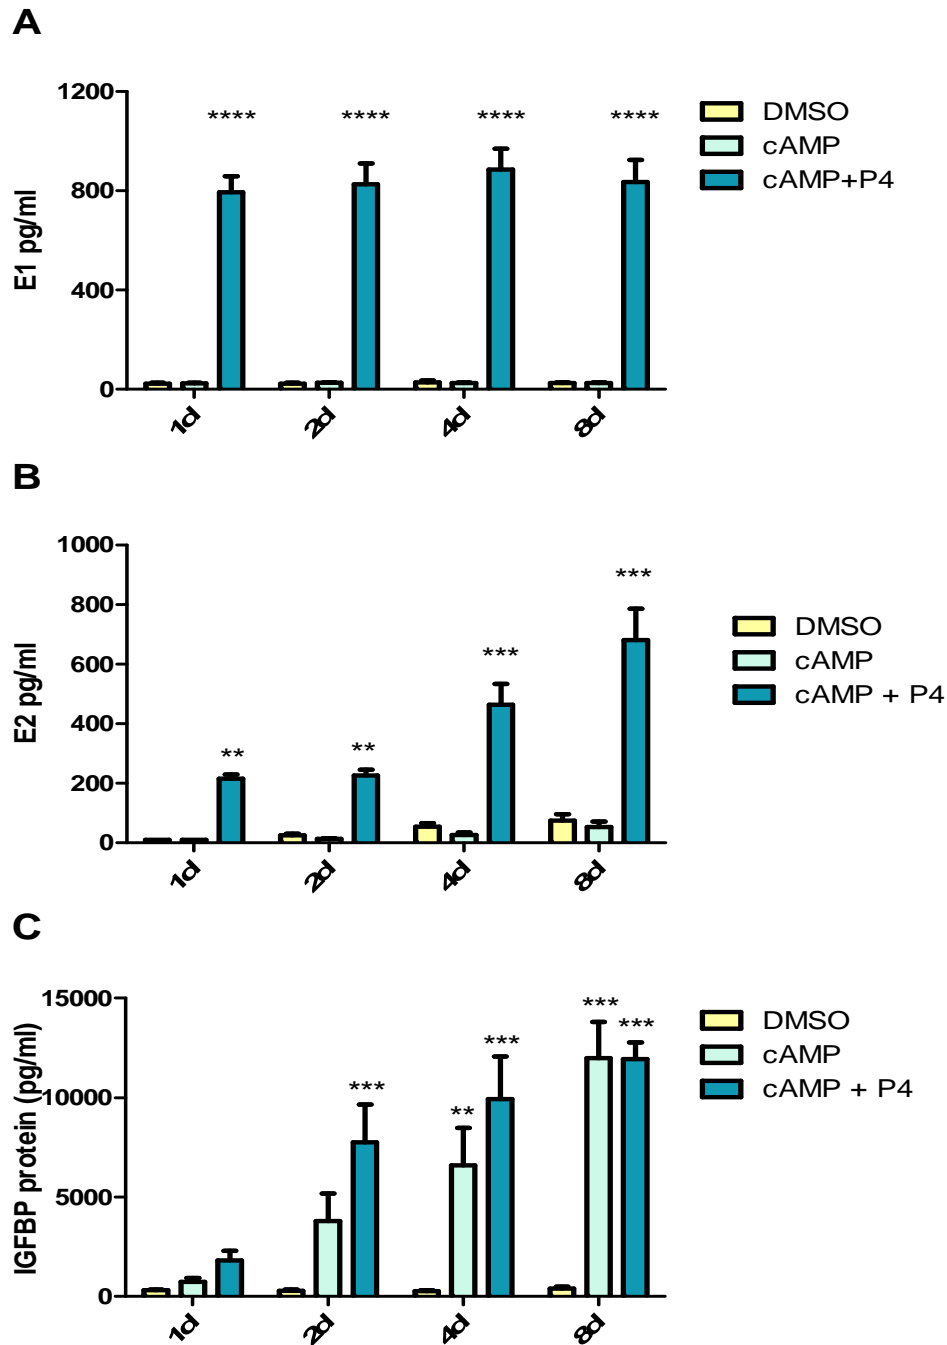 A
1200
800
400
0
E1 pg/ml
**** **** **** ****
1d 2d 4d 8d
DMSO
cAMP
cAMP+P4
B
1000
800
600
400
200
0
E2 pg/ml
** ** *** ***
1d 2d 4d 8d
DMSO
cAMP
cAMP + P4
C
15000
10000
5000
0
IGFBP protein (pg/ml)
*** ** *** *** ***
1d 2d 4d 8d
DMSO
cAMP
cAMP + P4